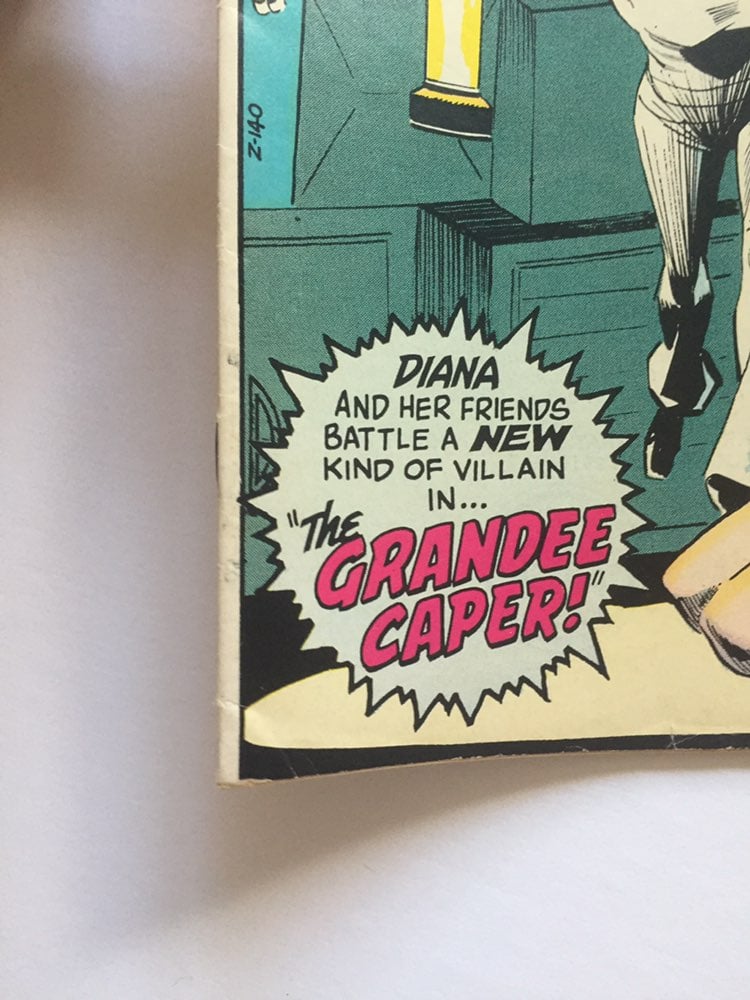 Z-140
DIANA
AND HER FRIENDS
BATTLE A NEW
KIND OF VILLAIN
IN...
"The
GRANDEE
CAPER!"